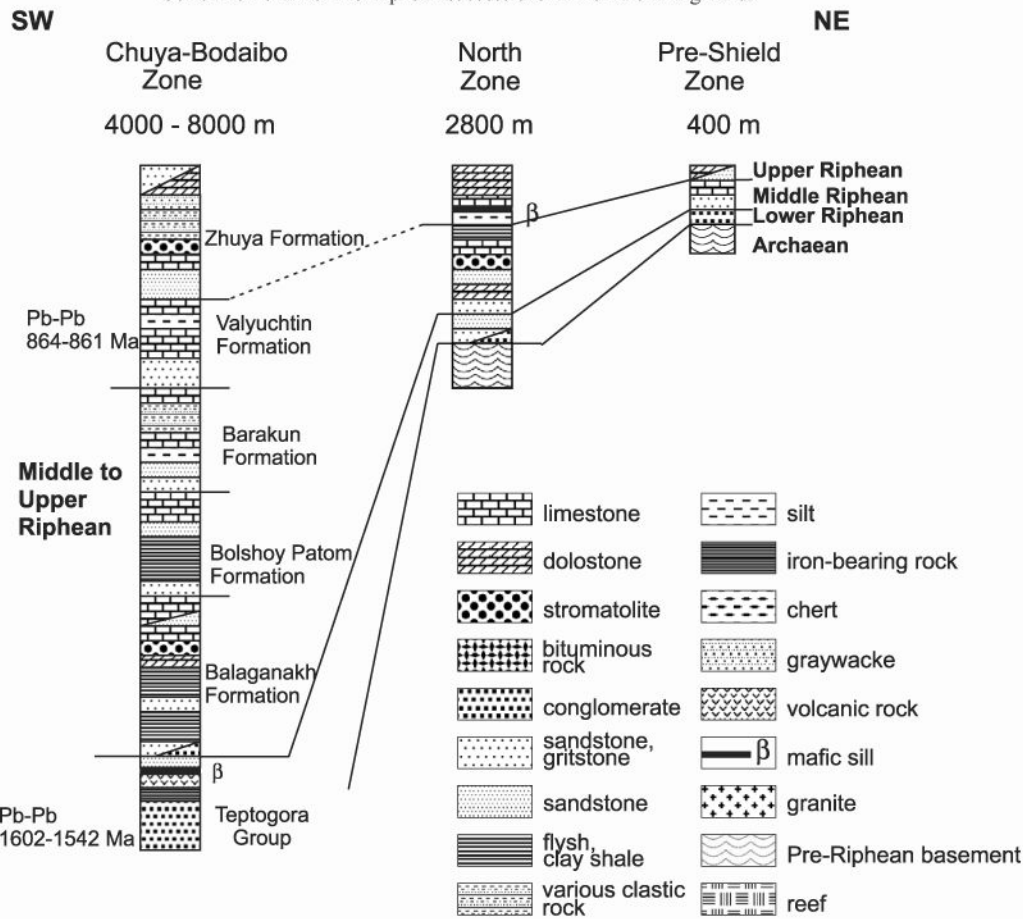 SW
NE
Chuya-Bodaibo
Zone
4000 - 8000 m
North
Zone
2800 m
Pre-Shield
Zone
400 m
Upper Riphean
Middle Riphean
Lower Riphean
Archaean
β
Zhuya Formation
Pb-Pb
864-861 Ma
Valyuchtin
Formation
Barakun
Formation
Middle to
Upper
Riphean
Bolshoy Patom
Formation
Balaganakh
Formation
β
Pb-Pb
1602-1542 Ma
Teptogora
Group
limestone
dolostone
stromatolite
bituminous
rock
conglomerate
sandstone,
gritstone
sandstone
flysh,
clay shale
various clastic
rock
silt
iron-bearing rock
chert
graywacke
volcanic rock
β mafic sill
granite
Pre-Riphean basement
reef